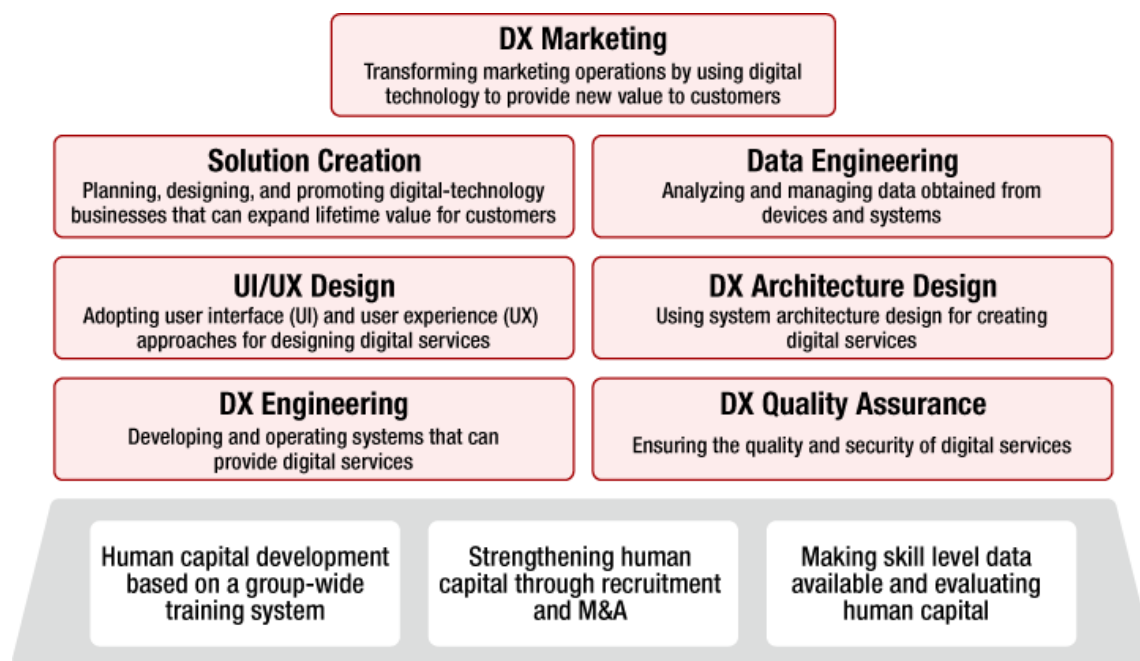 DX Marketing
Transforming marketing operations by using digital
technology to provide new value to customers
Solution Creation
Planning, designing, and promoting digital-technology
businesses that can expand lifetime value for customers
Data Engineering
Analyzing and managing data obtained from
devices and systems
UI/UX Design
Adopting user interface (UI) and user experience (UX)
approaches for designing digital services
DX Architecture Design
Using system architecture design for creating
digital services
DX Engineering
Developing and operating systems that can
provide digital services
DX Quality Assurance
Ensuring the quality and security of digital services
Human capital development
based on a group-wide
training system
Strengthening human
capital through recruitment
and M&A
Making skill level data
available and evaluating
human capital